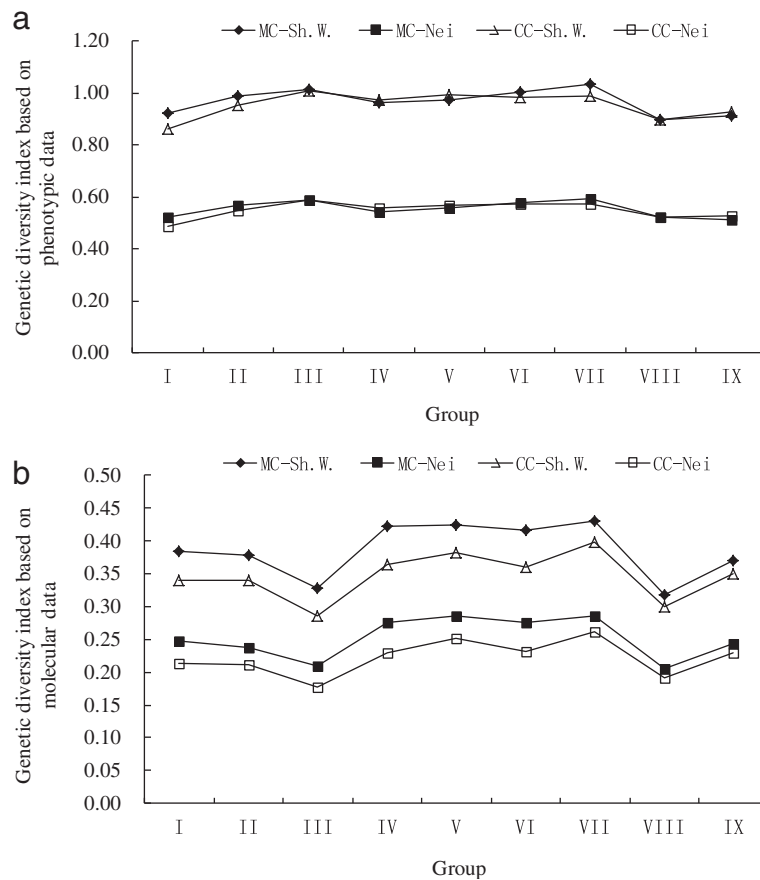 a
MC-Sh.W. MC-Nei CC-Sh.W. CC-Nei
1.20
1.00
0.80
0.60
0.40
0.20
0.00
Genetic diversity index based on
phenotypic data
I II III IV V VI VII VIII IX
Group
b
MC-Sh.W. MC-Nei CC-Sh.W. CC-Nei
0.50
0.45
0.40
0.35
0.30
0.25
0.20
0.15
0.10
0.05
0.00
Genetic diversity index based on
molecular data
I II III IV V VI VII VIII IX
Group